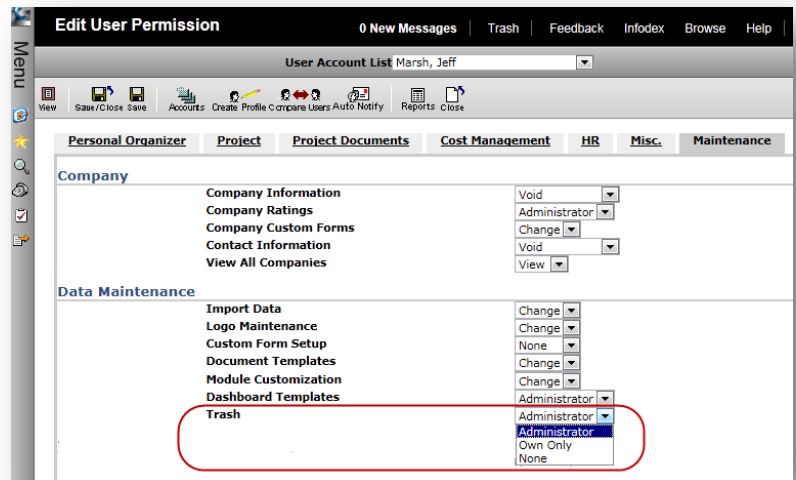 Edit User Permission
0 New Messages Trash Feedback Infodex Browse Help
Menu
User Account List Marsh, Jeff
View Save/Close Save Accounts Create Profile Compare Users Auto Notify Reports Close
Personal Organizer Project Project Documents Cost Management HR Misc. Maintenance
Company
Company Information Void
Company Ratings Administrator
Company Custom Forms Change
Contact Information Void
View All Companies View
Data Maintenance
Import Data Change
Logo Maintenance Change
Custom Form Setup None
Document Templates Change
Module Customization Change
Dashboard Templates Administrator
Trash Administrator
Administrator
Own Only
None